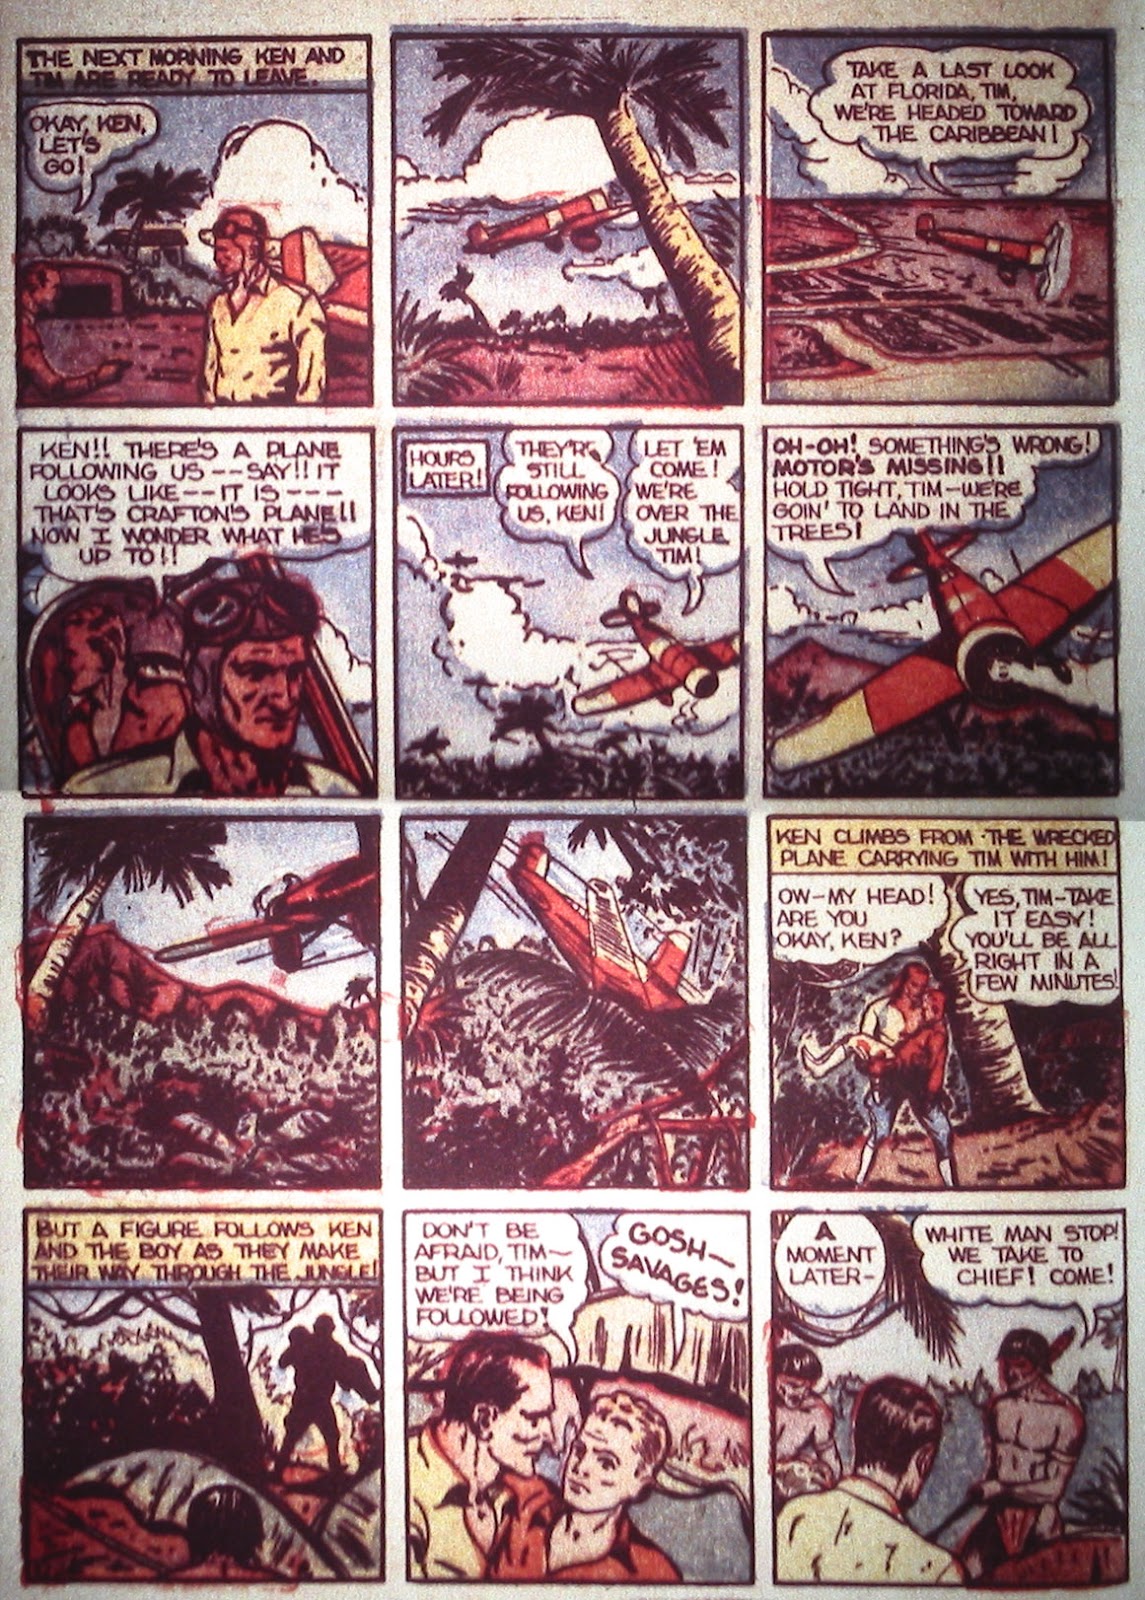 THE NEXT MORNING KEN AND
TIM ARE READY TO LEAVE.
OKAY, KEN,
LET'S
GO!
TAKE A LAST LOOK
AT FLORIDA, TIM,
WE'RE HEADED TOWARD
THE CARIBBEAN!
KEN!! THERE'S A PLANE
FOLLOWING US -- SAY!! IT
LOOKS LIKE -- IT IS ---
THAT'S CRAFTON'S PLANE!!
NOW I WONDER WHAT HE'S
UP TO!!
HOURS
LATER!
THEY'RE
STILL
FOLLOWING
US, KEN!
LET 'EM
COME!
WE'RE
OVER THE
JUNGLE,
TIM!
OH-OH! SOMETHING'S WRONG!
MOTOR'S MISSING!!
HOLD TIGHT, TIM-WE'RE
GOIN' TO LAND IN THE
TREES!
KEN CLIMBS FROM THE WRECKED
PLANE CARRYING TIM WITH HIM!
OW-MY HEAD!
ARE YOU
OKAY, KEN?
YES, TIM-TAKE
IT EASY!
YOU'LL BE ALL
RIGHT IN A
FEW MINUTES!
BUT A FIGURE FOLLOWS KEN
AND THE BOY AS THEY MAKE
THEIR WAY THROUGH THE JUNGLE!
DON'T BE
AFRAID, TIM-
BUT I THINK
WE'RE BEING
FOLLOWED!
GOSH-
SAVAGES!
A
MOMENT
LATER-
WHITE MAN STOP!
WE TAKE TO
CHIEF! COME!